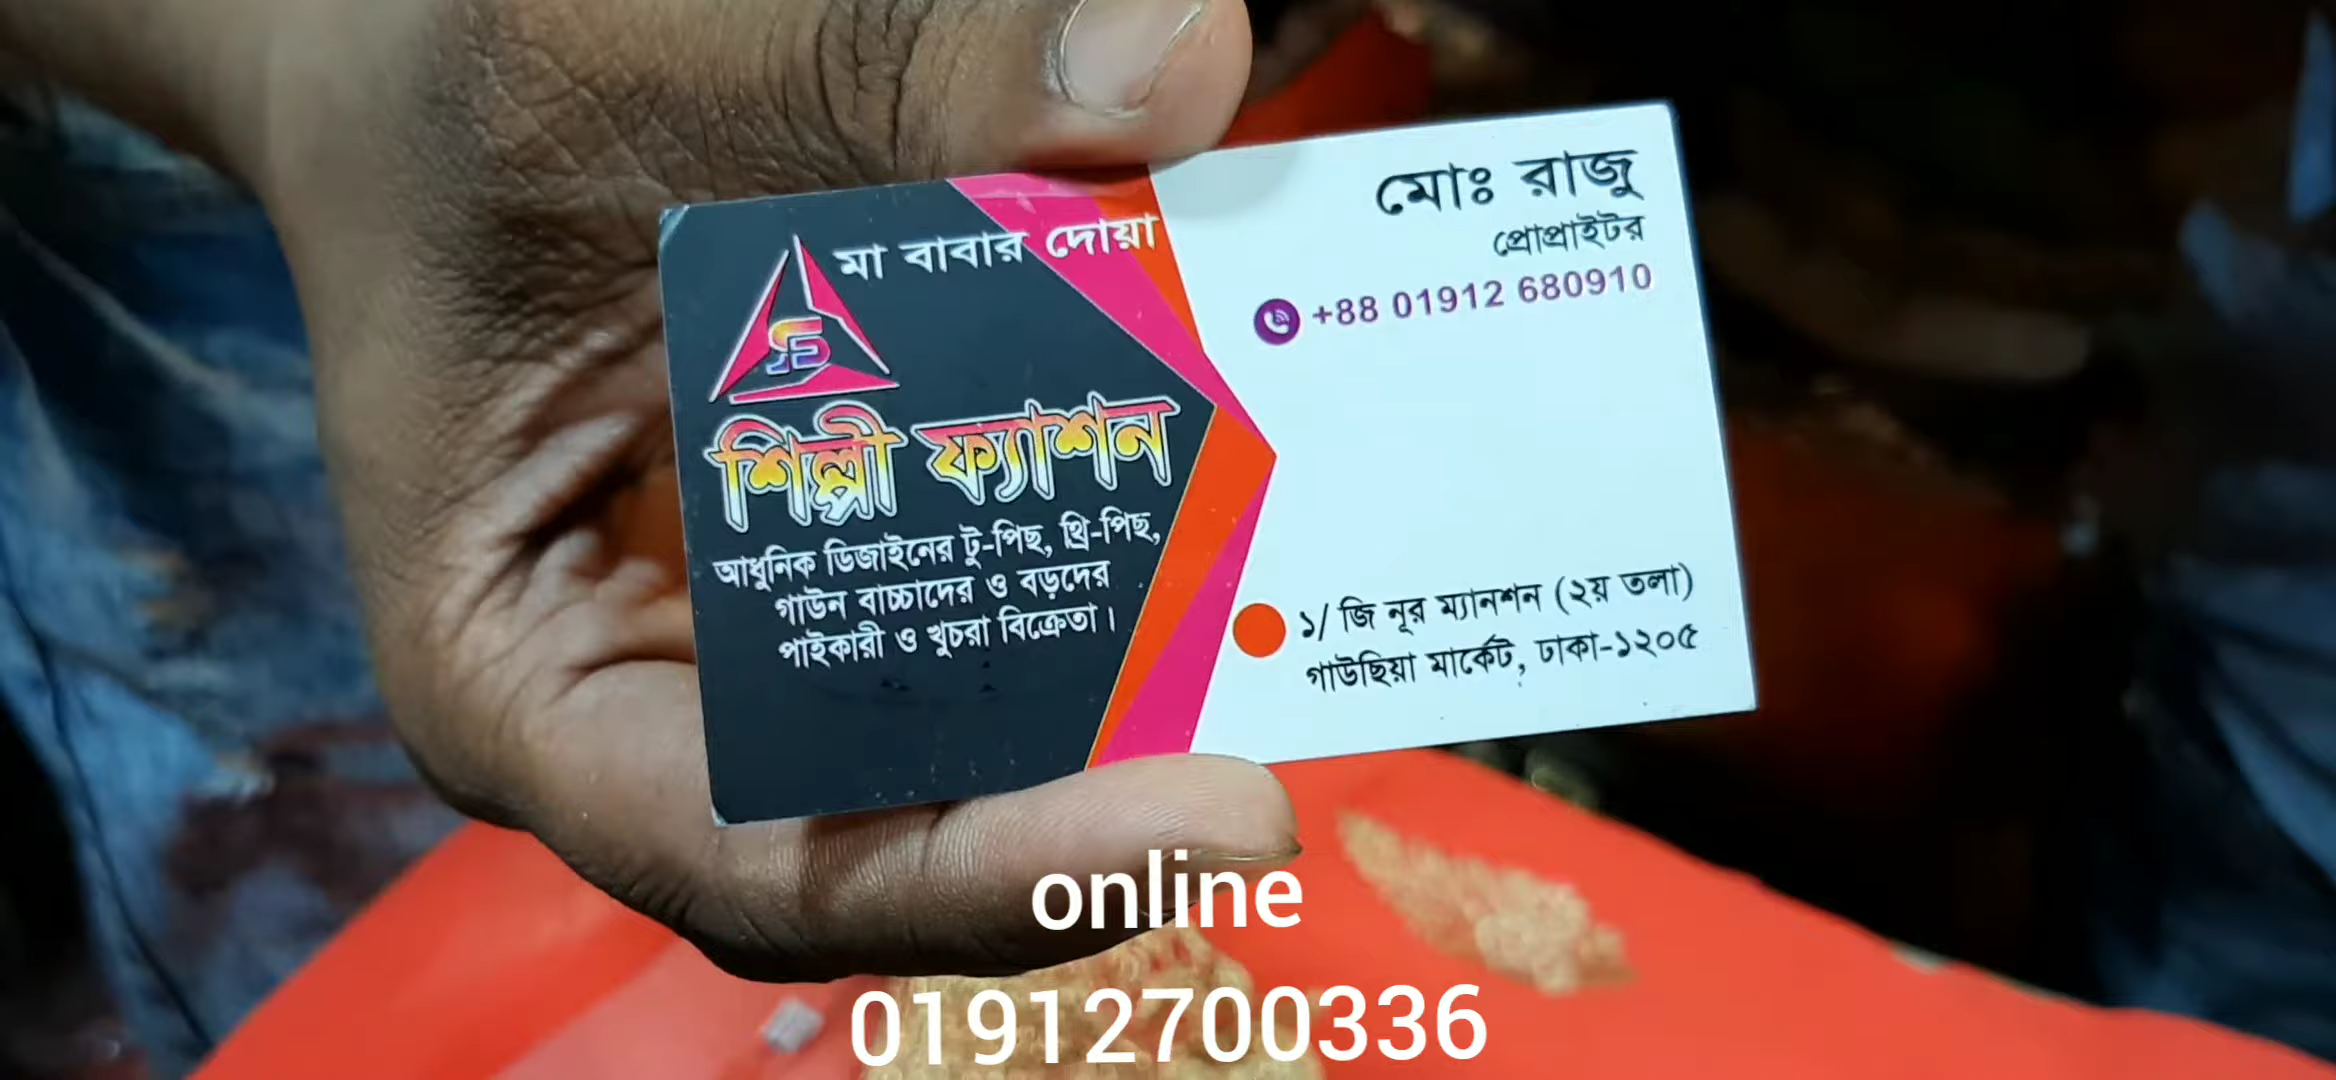 মা বাবার দোয়া
SF
শিল্পী ফ্যাশন
আধুনিক ডিজাইনের টু-পিছ, থ্রি-পিছ,
গাউন বাচ্চাদের ও বড়দের
পাইকারী ও খুচরা বিক্রেতা।
মোঃ রাজু
প্রোপ্রাইটর
+88 01912 680910
১/ জি নূর ম্যানশন (২য় তলা)
গাউছিয়া মার্কেট, ঢাকা-১২০৫
online
01912700336